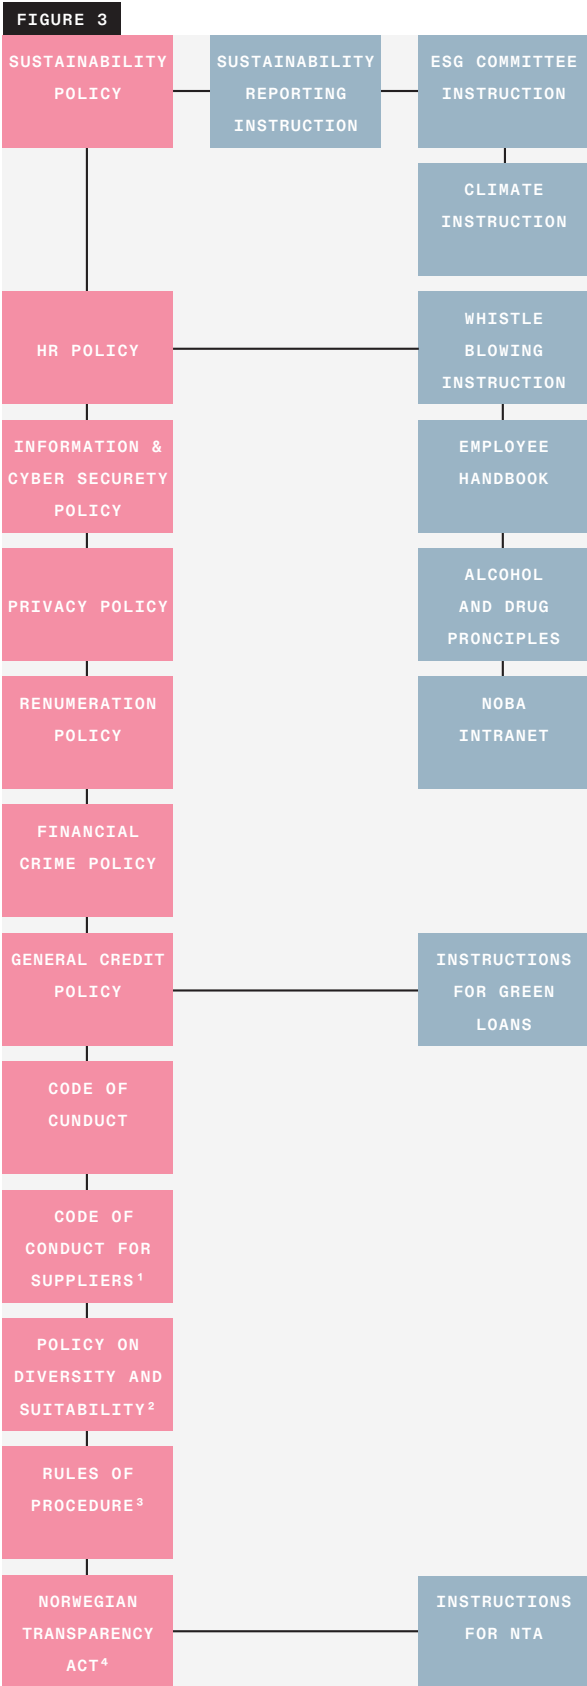 FIGURE 3
SUSTAINABILITY
POLICY
SUSTAINABILITY
REPORTING
INSTRUCTION
ESG COMMITTEE
INSTRUCTION
CLIMATE
INSTRUCTION
HR POLICY
WHISTLE
BLOWING
INSTRUCTION
INFORMATION &
CYBER SECURETY
POLICY
EMPLOYEE
HANDBOOK
PRIVACY POLICY
ALCOHOL
AND DRUG
PRONCIPLES
RENUMERATION
POLICY
NOBA
INTRANET
FINANCIAL
CRIME POLICY
GENERAL CREDIT
POLICY
INSTRUCTIONS
FOR GREEN
LOANS
CODE OF
CUNDUCT
CODE OF
CONDUCT FOR
SUPPLIERS¹
POLICY ON
DIVERSITY AND
SUITABILITY²
RULES OF
PROCEDURE³
NORWEGIAN
TRANSPARENCY
ACT⁴
INSTRUCTIONS
FOR NTA